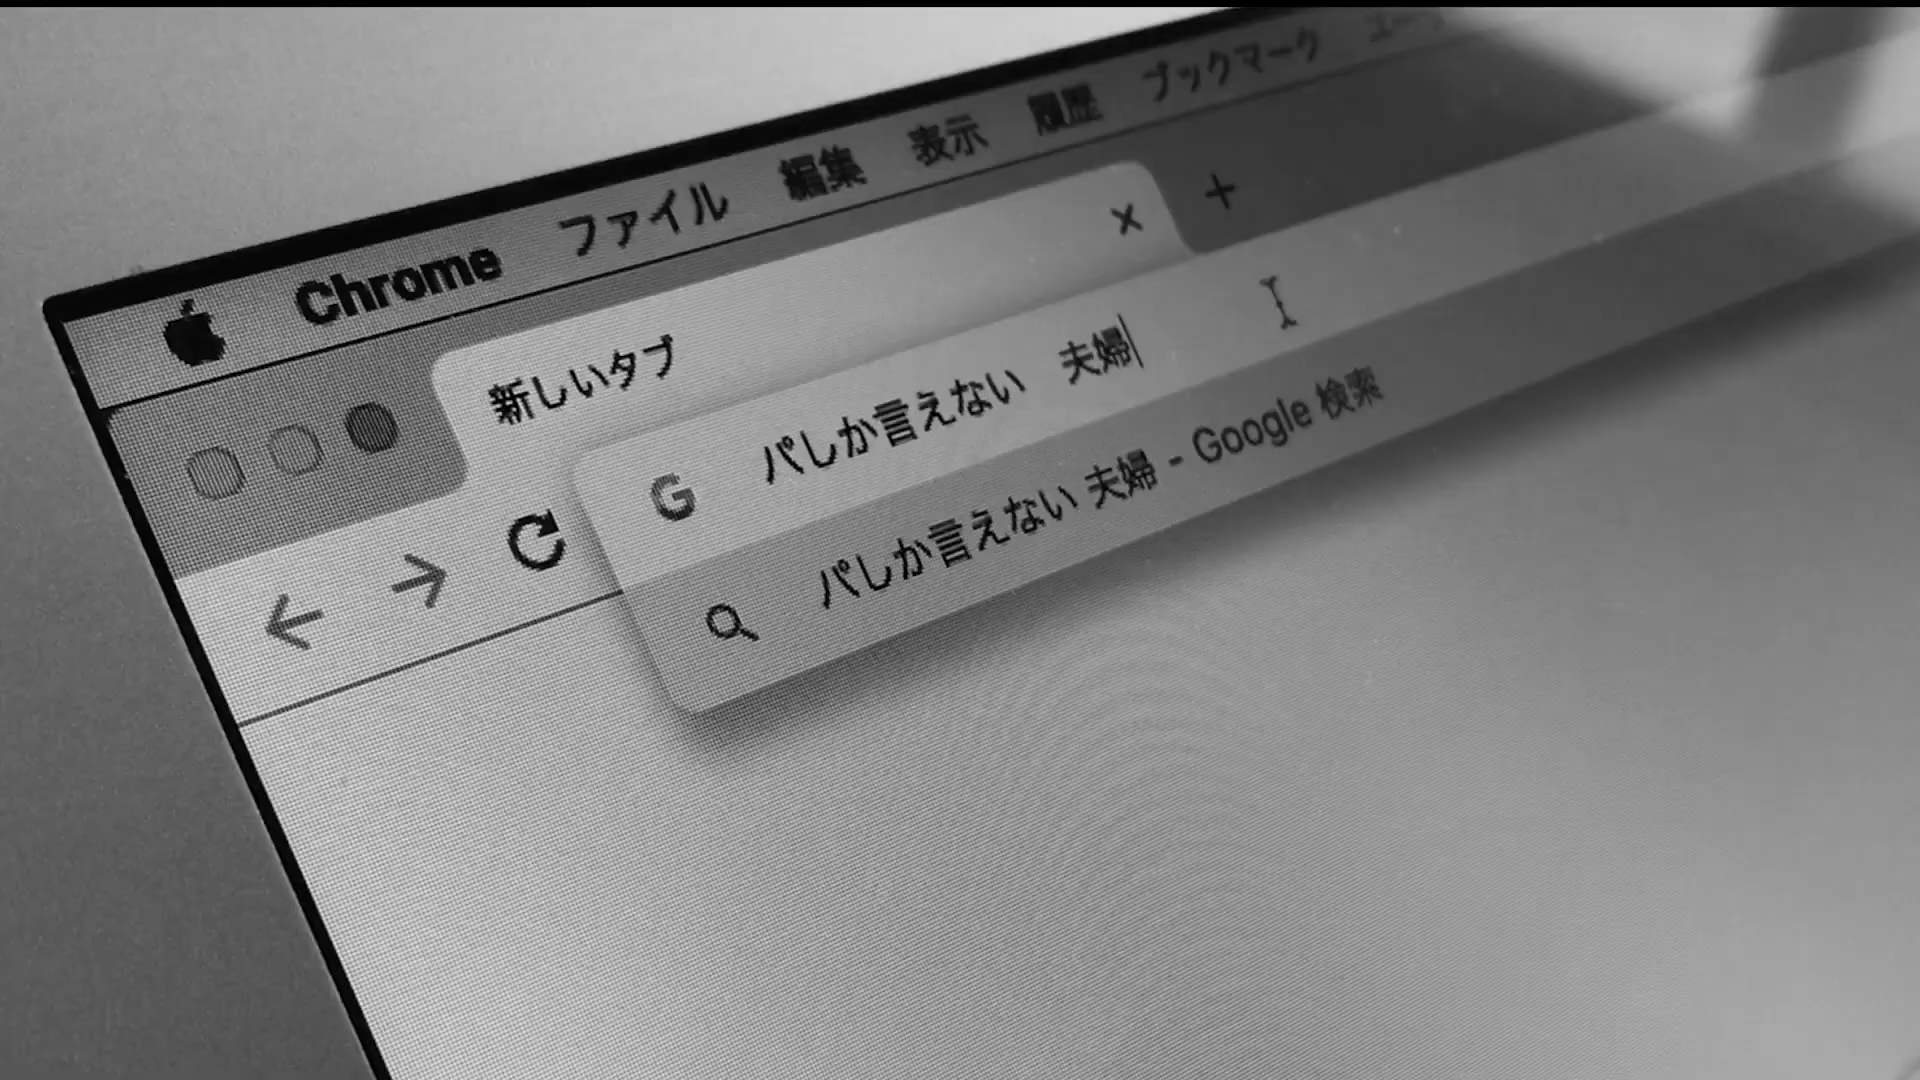 Chrome ファイル 編集 表示 履歴 ブックマーク
新しいタブ
パしか言えない 夫婦
パしか言えない 夫婦 - Google 検索